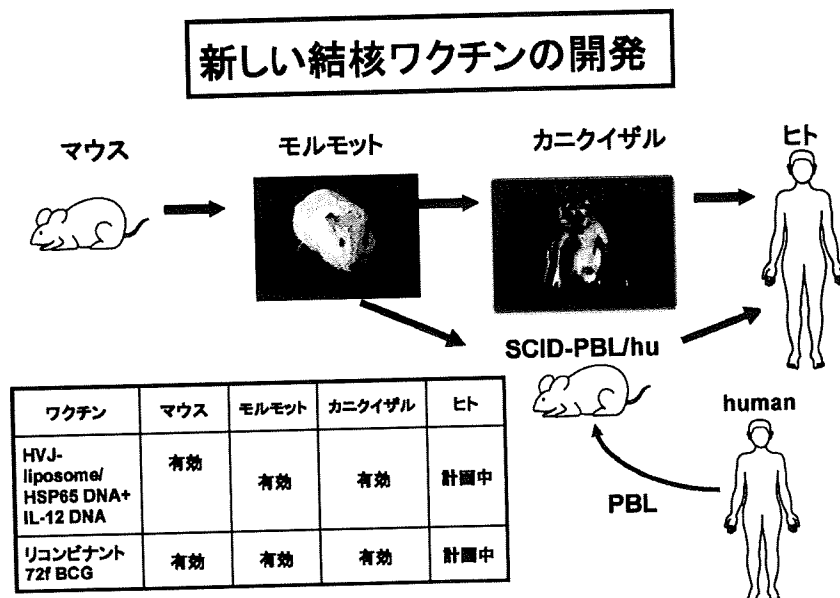 新しい結核ワクチンの開発
マウス
モルモット
カニクイザル
ヒト
SCID-PBL/hu
human
PBL
ワクチン マウス モルモット カニクイザル ヒト
HVJ-
liposome/
HSP65 DNA+
IL-12 DNA
有効 有効 有効 計画中
リコンビナント
72f BCG
有効 有効 有効 計画中